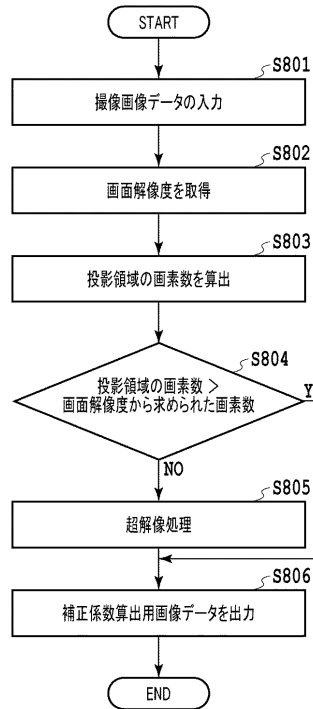 START
S801
撮像画像データの入力
S802
画面解像度を取得
S803
投影領域の画素数を算出
S804
投影領域の画素数 >
画面解像度から求められた画素数
Y
NO
S805
超解像処理
S806
補正係数算出用画像データを出力
END